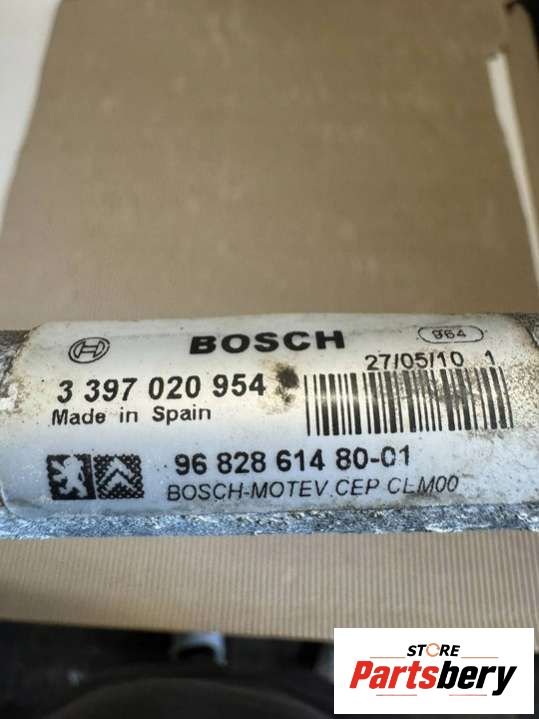 BOSCH
964
27/05/10 1
3 397 020 954
Made in Spain
96 828 614 80-01
BOSCH-MOTEV.CEP CLM00
STORE
Partsbery